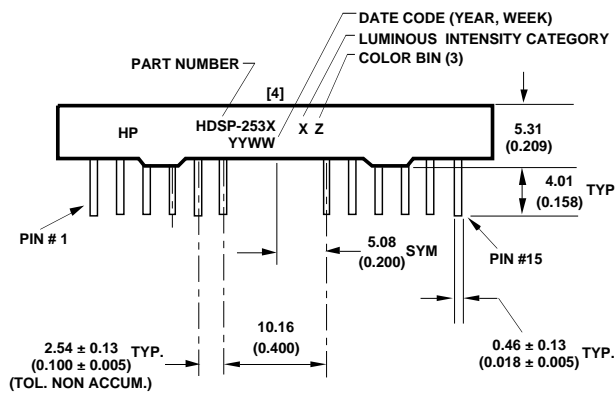 DATE CODE (YEAR, WEEK)
LUMINOUS INTENSITY CATEGORY
COLOR BIN (3)
PART NUMBER
[4]
HP
HDSP-253X X Z
YYWW
5.31
(0.209)
4.01
(0.158)
TYP.
PIN # 1
5.08
(0.200)
SYM
PIN #15
2.54 ± 0.13
(0.100 ± 0.005)
TYP.
(TOL. NON ACCUM.)
10.16
(0.400)
0.46 ± 0.13
(0.018 ± 0.005)
TYP.